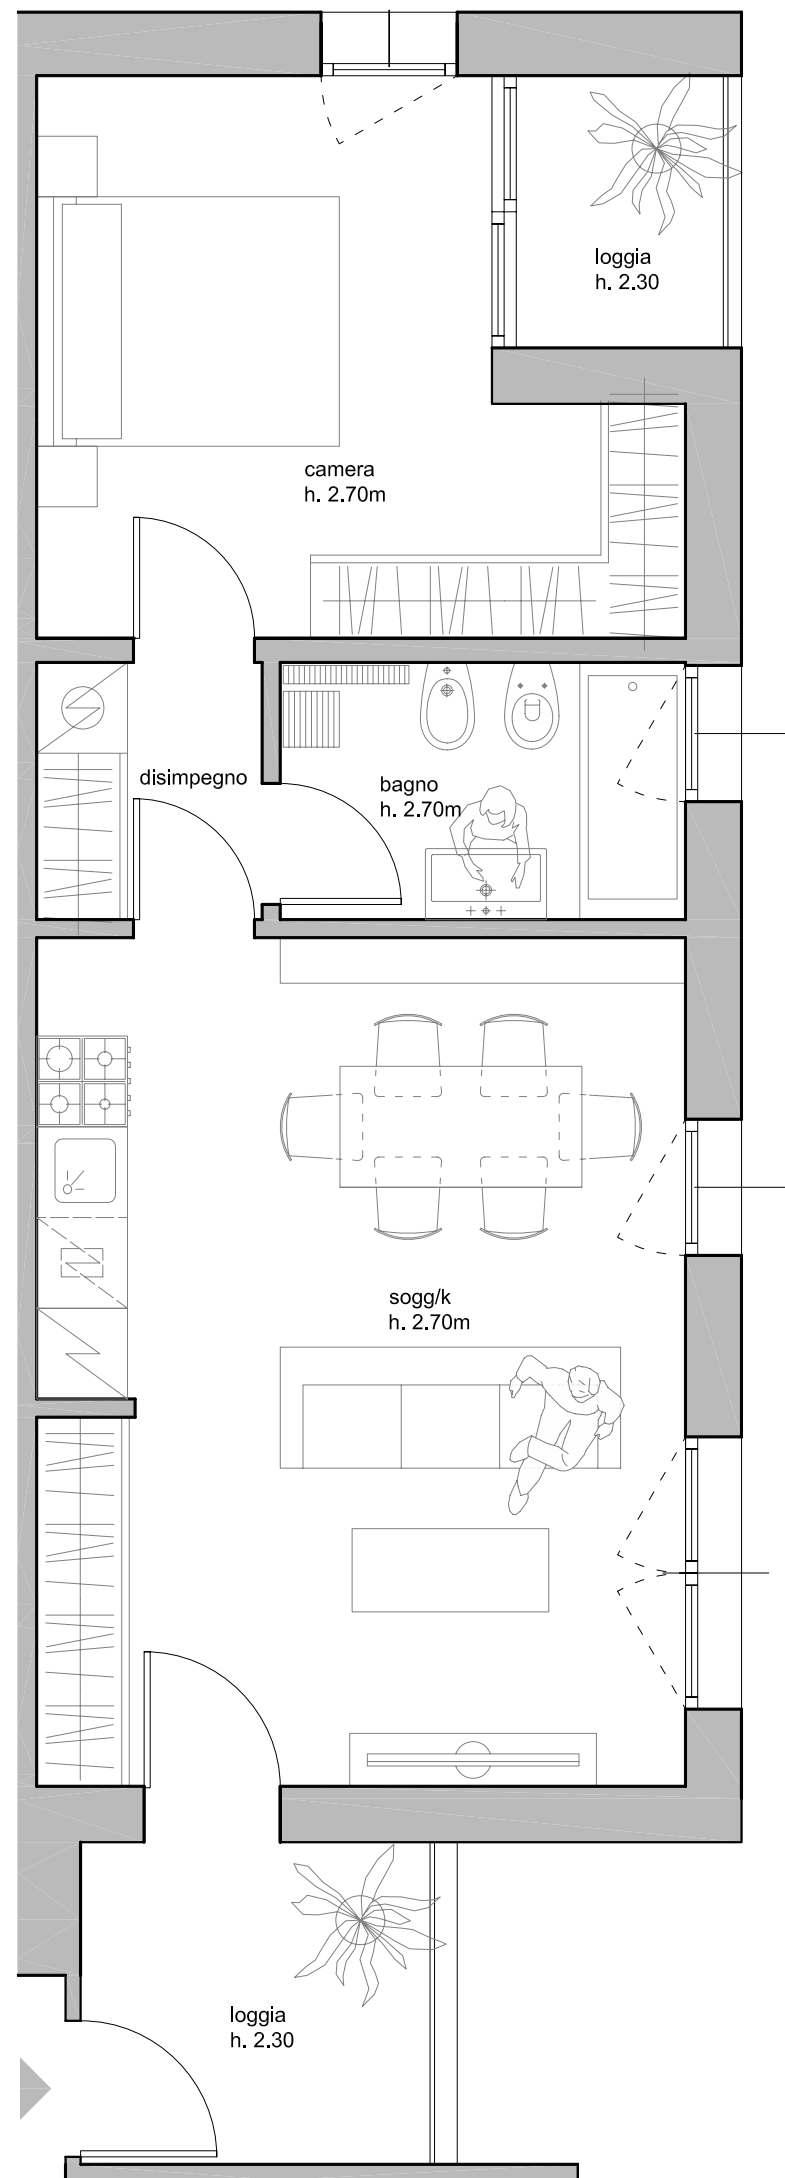 loggia
h. 2.30
camera
h. 2.70m
disimpegno
bagno
h. 2.70m
sogg/k
h. 2.70m
loggia
h. 2.30